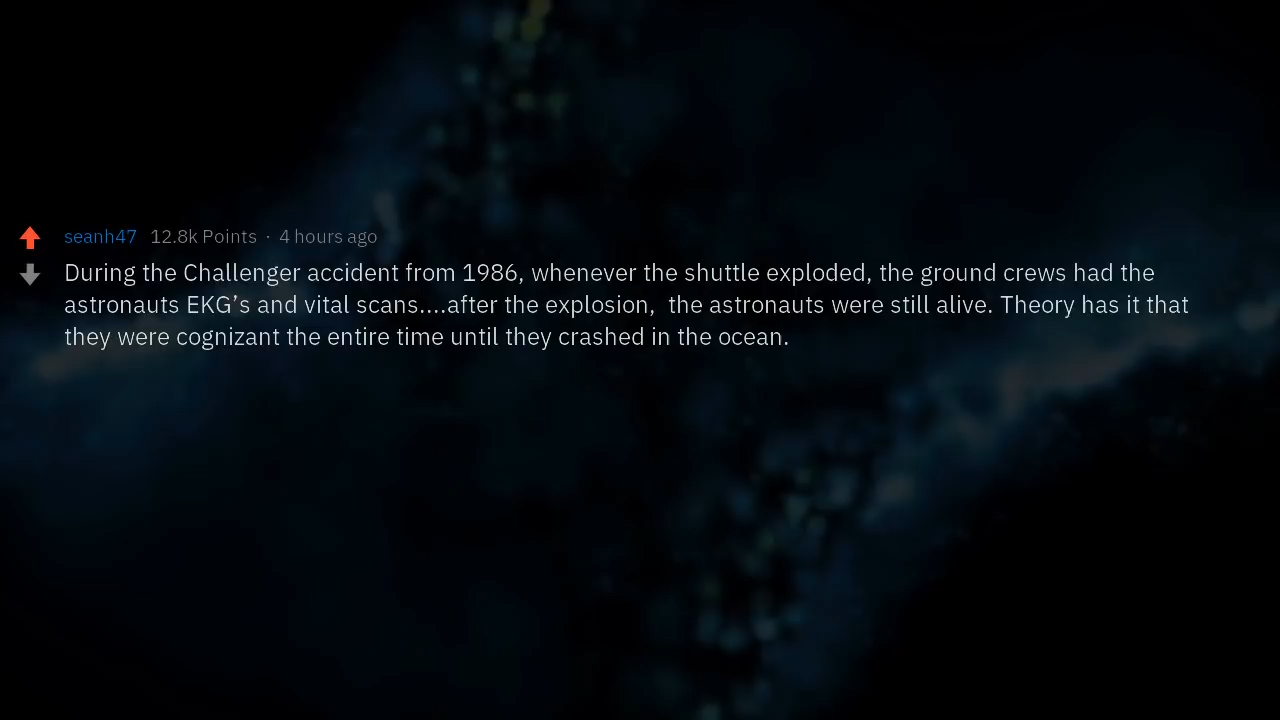 seanh47 12.8k Points · 4 hours ago
During the Challenger accident from 1986, whenever the shuttle exploded, the ground crews had the
astronauts EKG’s and vital scans....after the explosion,  the astronauts were still alive. Theory has it that
they were cognizant the entire time until they crashed in the ocean.